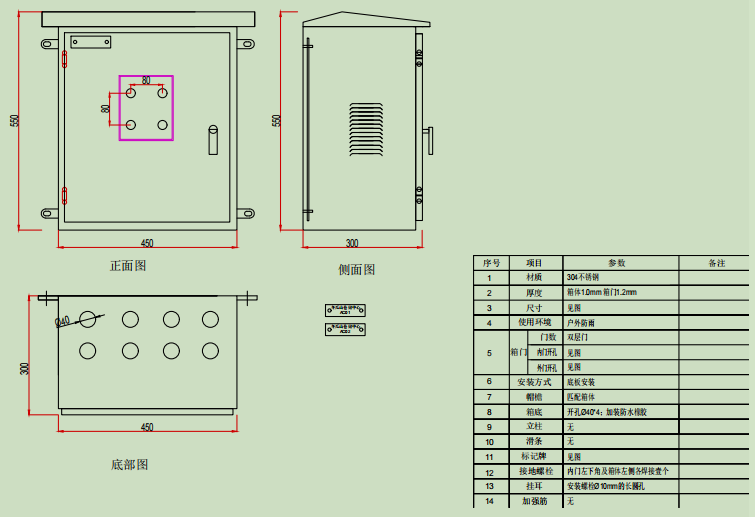 80
80
550
450
正面图
550
300
侧面图
Ø40
300
450
底部图
序号 项目 参数 备注
1 材质 304不锈钢
2 厚度 箱体1.0mm 箱门1.2mm
3 尺寸 见图
4 使用环境 户外防雨
5 箱门 门数 双层门
内门开孔 见图
外门开孔 见图
6 安装方式 底板安装
7 帽檐 匹配箱体
8 箱底 开孔Ø40*4；加装防水橡胶
9 立柱 无
10 滑条 无
11 标记牌 见图
12 接地螺栓 内门左下角及箱体左侧各焊接壹个
13 挂耳 安装螺栓Ø10mm的长圆孔
14 加强筋 无